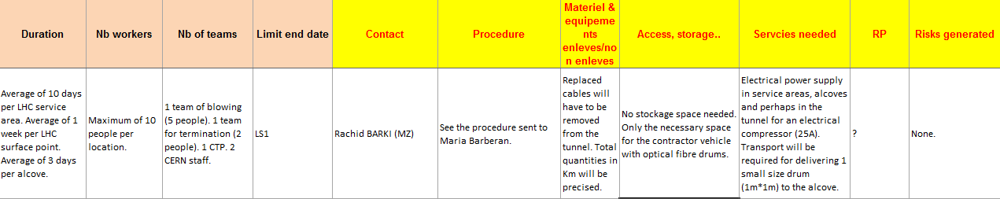 Duration
Nb workers
Nb of teams
Limit end date
Contact
Procedure
Materiel &
equipeme
nts
enleves/no
n enleves
Access, storage..
Servcies needed
RP
Risks generated
Average of 10 days
per LHC service
area. Average of 1
week per LHC
surface point.
Average of 3 days
per alcove.
Maximum of 10
people per
location.
1 team of blowing
(5 people). 1 team
for termination (2
people). 1 CTP. 2
CERN staff.
LS1
Rachid BARKI (MZ)
See the procedure sent to
Maria Barberan.
Replaced
cables will
have to be
removed
from the
tunnel. Total
quantities in
Km will be
precised.
No stockage space needed.
Only the necessary space
for the contractor vehicle
with optical fibre drums.
Electrical power supply
in service areas, alcoves
and perhaps in the
tunnel for an electrical
compressor (25A).
Transport will be
required for delivering 1
small size drum
(1m*1m) to the alcove.
?
None.